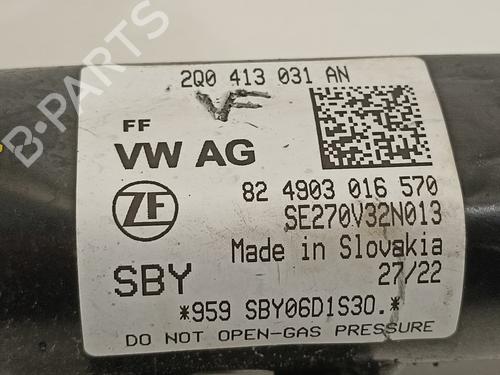 B-PARTS
2Q0 413 031 AN
VF
FF
VW AG
ZF
82 4903 016 570
SE270V32N013
Made in Slovakia
SBY
27/22
*959 SBY06D1S30.*
DO NOT OPEN-GAS PRESSURE